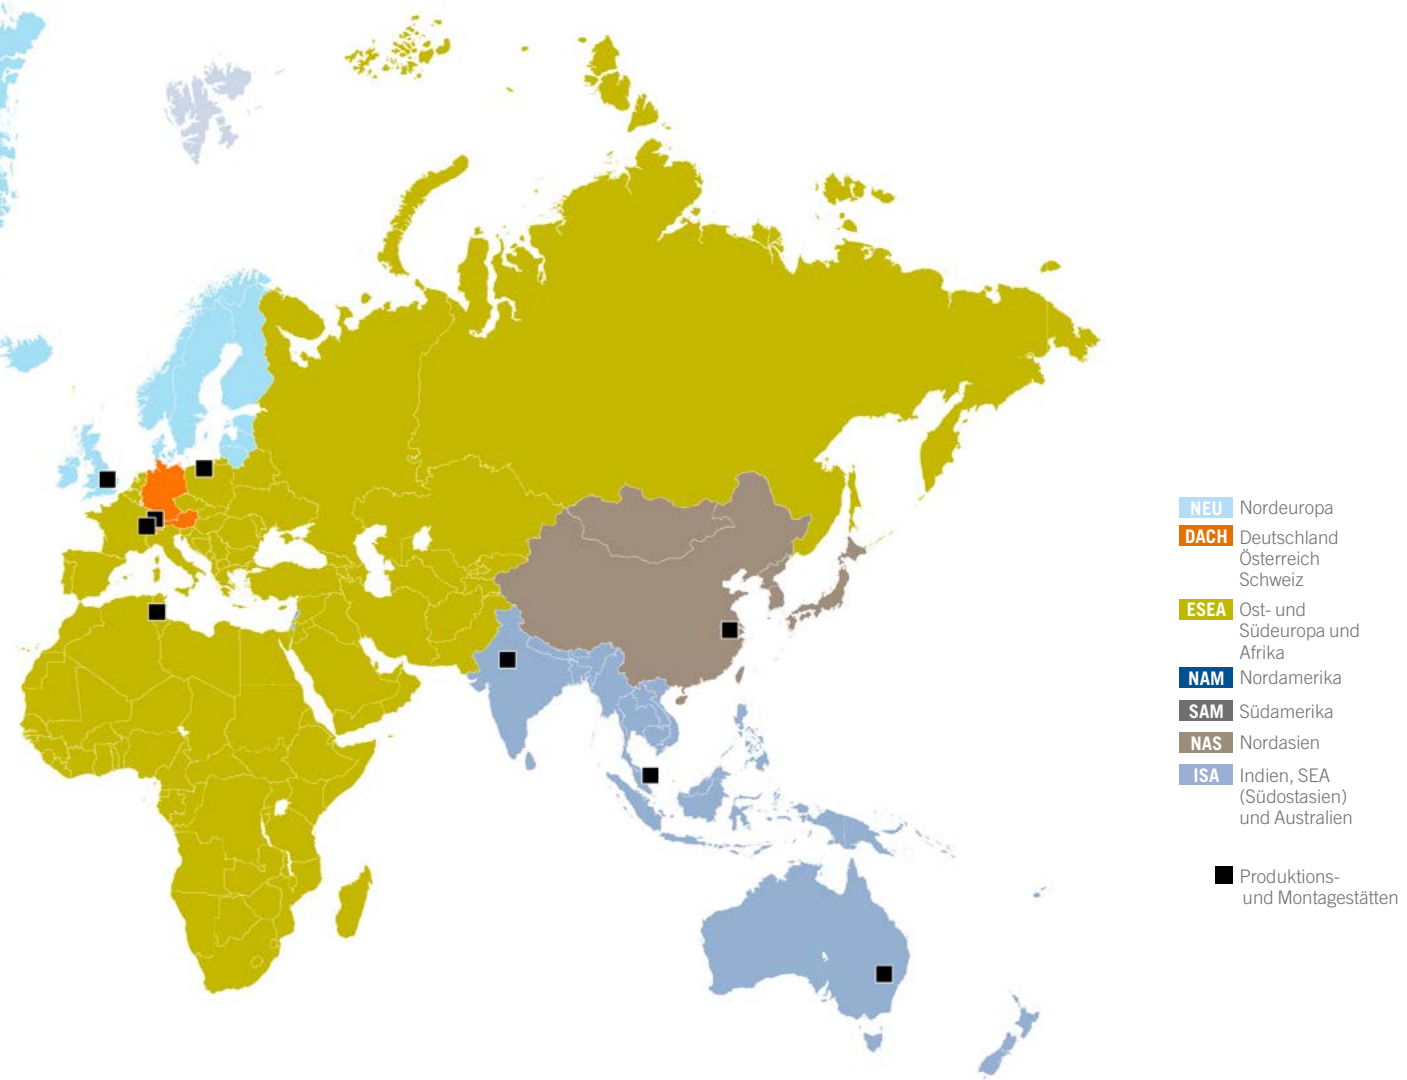 NEU Nordeuropa
DACH Deutschland
Österreich
Schweiz
ESEA Ost- und
Südeuropa und
Afrika
NAM Nordamerika
SAM Südamerika
NAS Nordasien
ISA Indien, SEA
(Südostasien)
und Australien
Produktions-
und Montagestätten